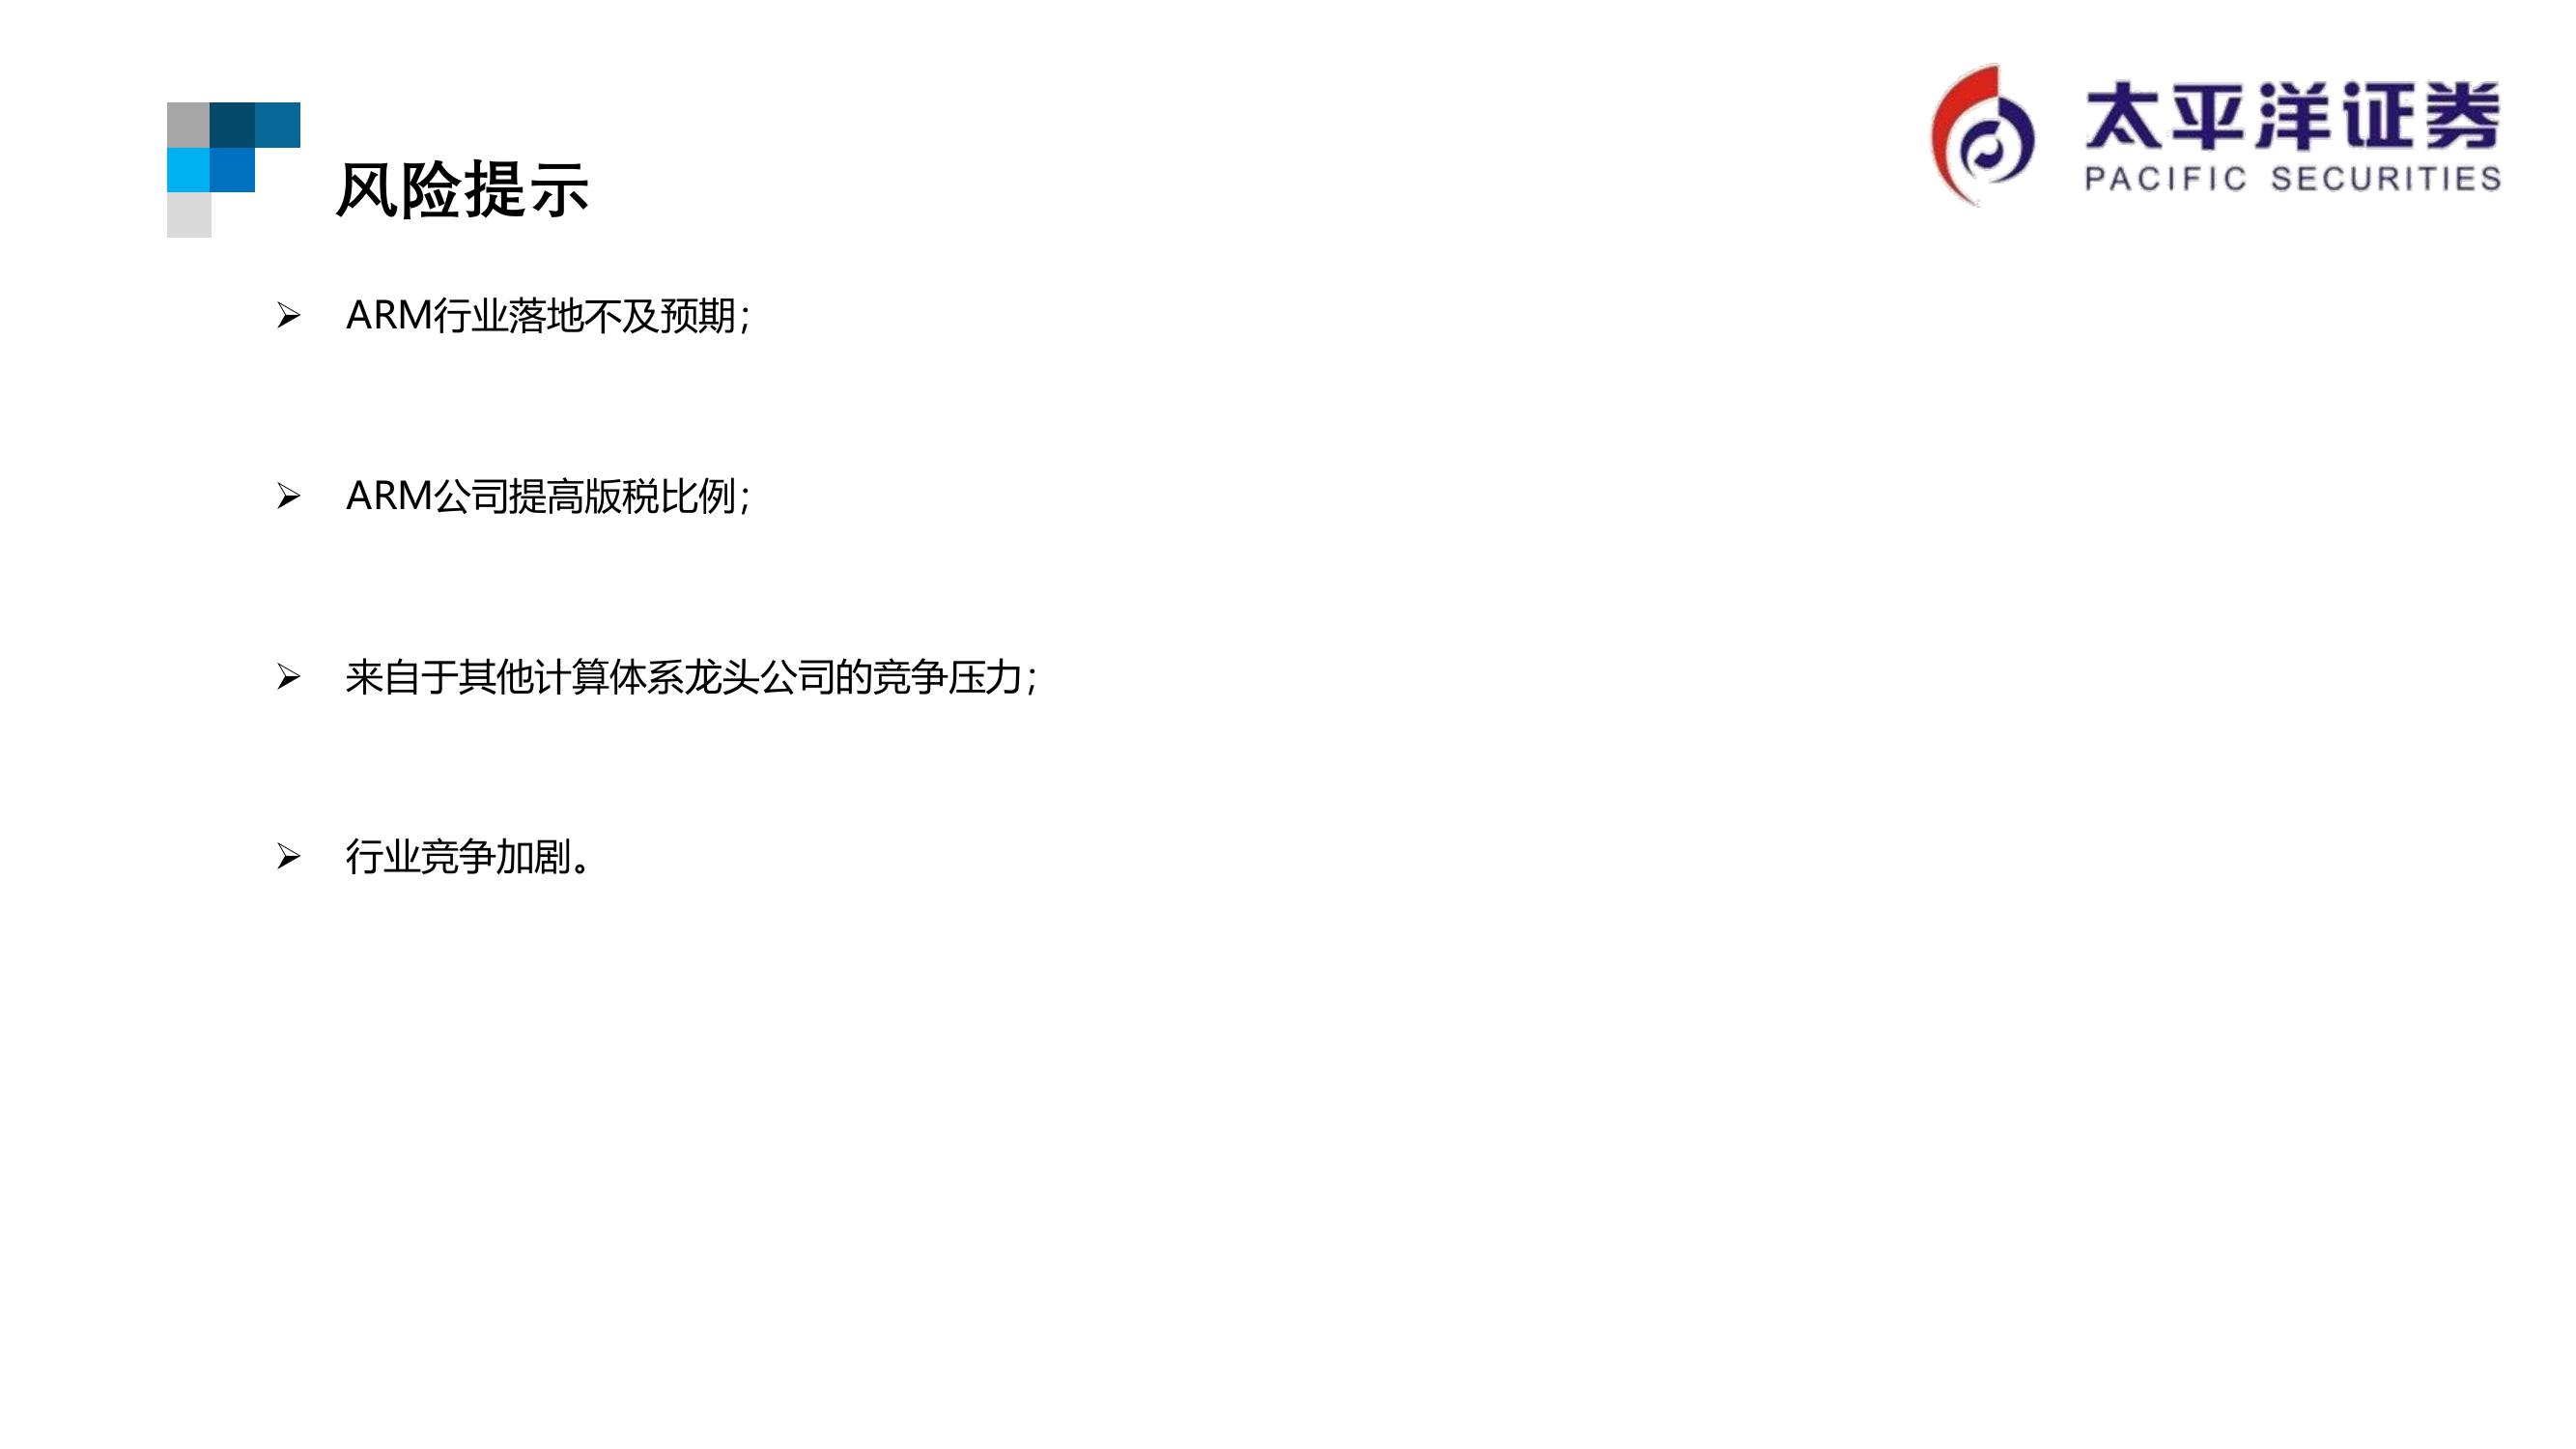 太平洋证券
PACIFIC SECURITIES
风险提示
ARM行业落地不及预期；
ARM公司提高版税比例；
来自于其他计算体系龙头公司的竞争压力；
行业竞争加剧。